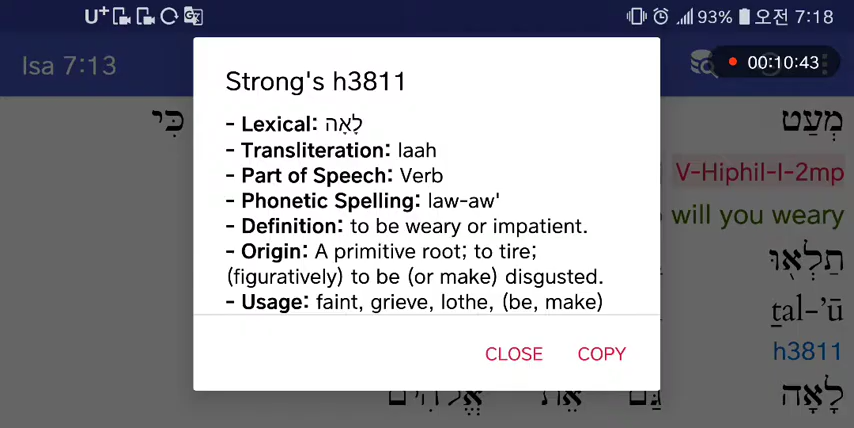 U+ 93% 오전 7:18
Isa 7:13
00:10:43
Strong's h3811
- Lexical: לָאָה
- Transliteration: laah
- Part of Speech: Verb
- Phonetic Spelling: law-aw'
- Definition: to be weary or impatient.
- Origin: A primitive root; to tire;
(figuratively) to be (or make) disgusted.
- Usage: faint, grieve, lothe, (be, make)
CLOSE COPY
מְעַט
כִּי
V-Hiphil-I-2mp
will you weary
תַלְא֖וּ
ṯal-’ū
h3811
לָאָה
גַּם אֵת אֱלֹהִים